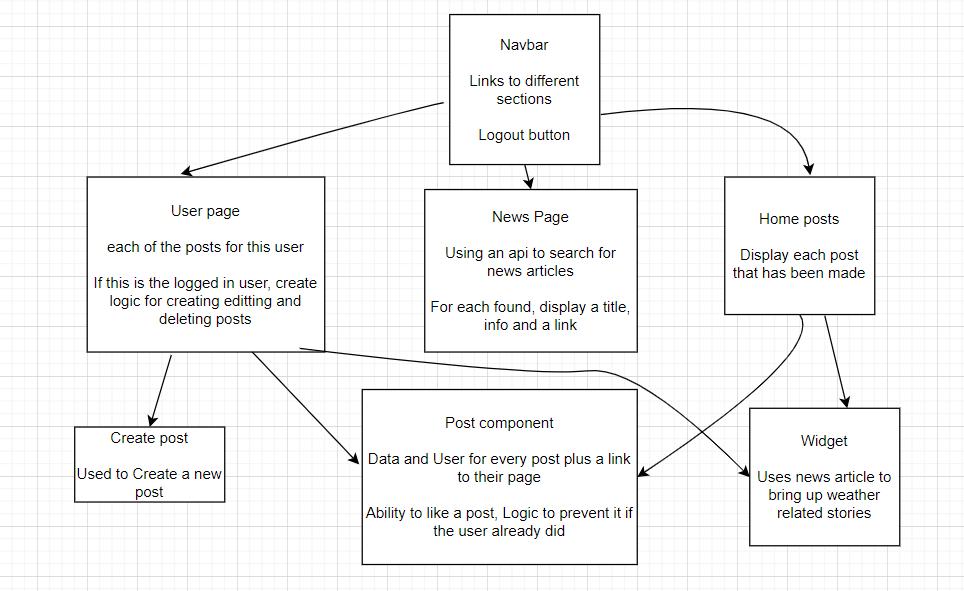 Navbar
Links to different
sections
Logout button
User page
each of the posts for this user
If this is the logged in user, create
logic for creating editting and
deleting posts
News Page
Using an api to search for
news articles
For each found, display a title,
info and a link
Home posts
Display each post
that has been made
Create post
Used to Create a new
post
Post component
Data and User for every post plus a link
to their page
Ability to like a post, Logic to prevent it if
the user already did
Widget
Uses news article to
bring up weather
related stories